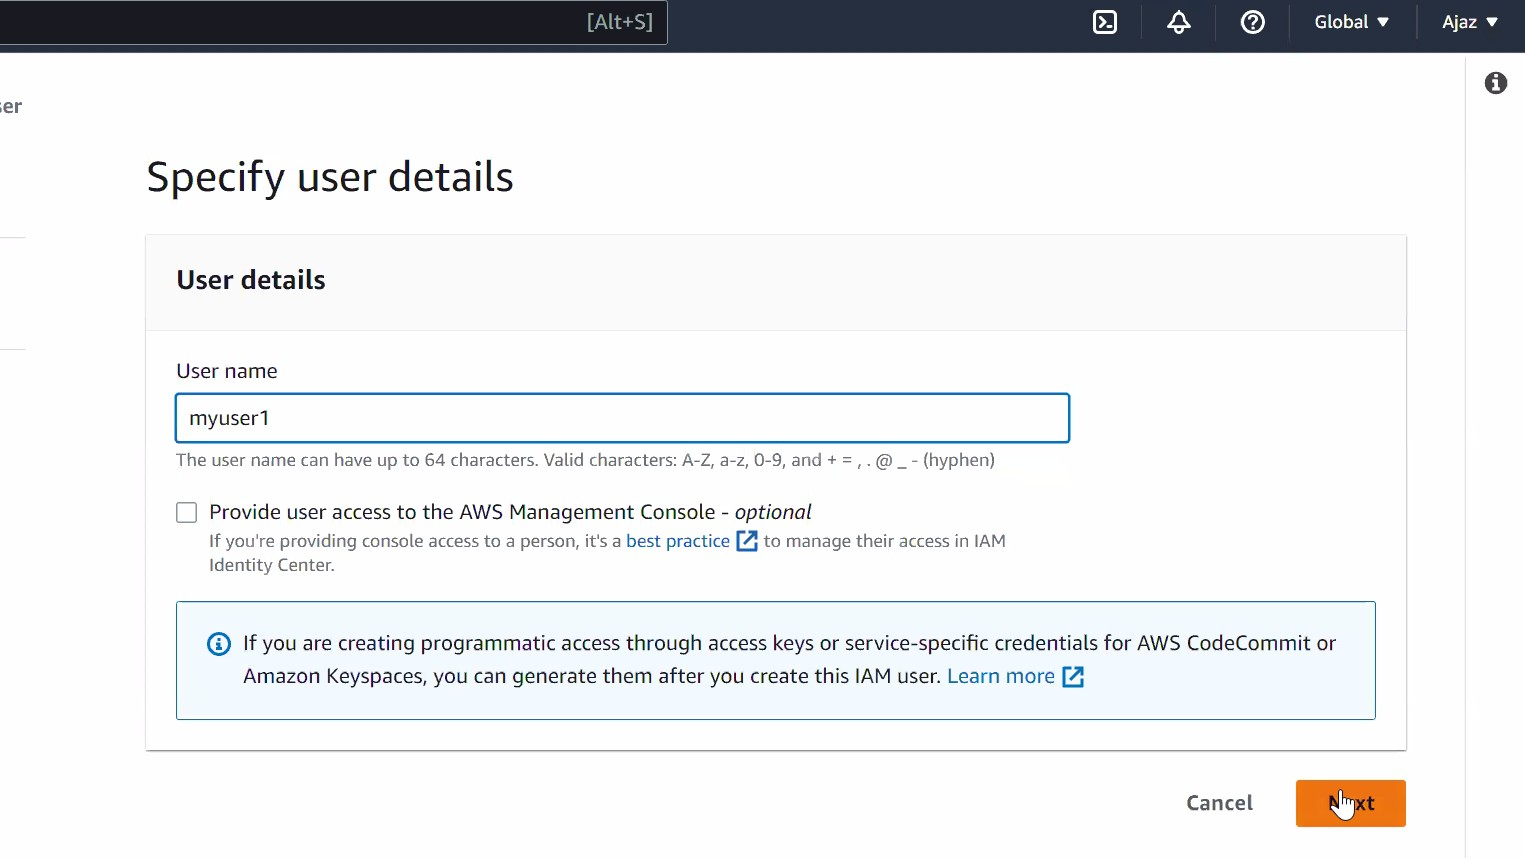 [Alt+S]
Global
Ajaz
ser
Specify user details
User details
User name
myuser1
The user name can have up to 64 characters. Valid characters: A-Z, a-z, 0-9, and + = , . @ _ - (hyphen)
Provide user access to the AWS Management Console - optional
If you're providing console access to a person, it's a best practice to manage their access in IAM
Identity Center.
If you are creating programmatic access through access keys or service-specific credentials for AWS CodeCommit or
Amazon Keyspaces, you can generate them after you create this IAM user. Learn more
Cancel
Next